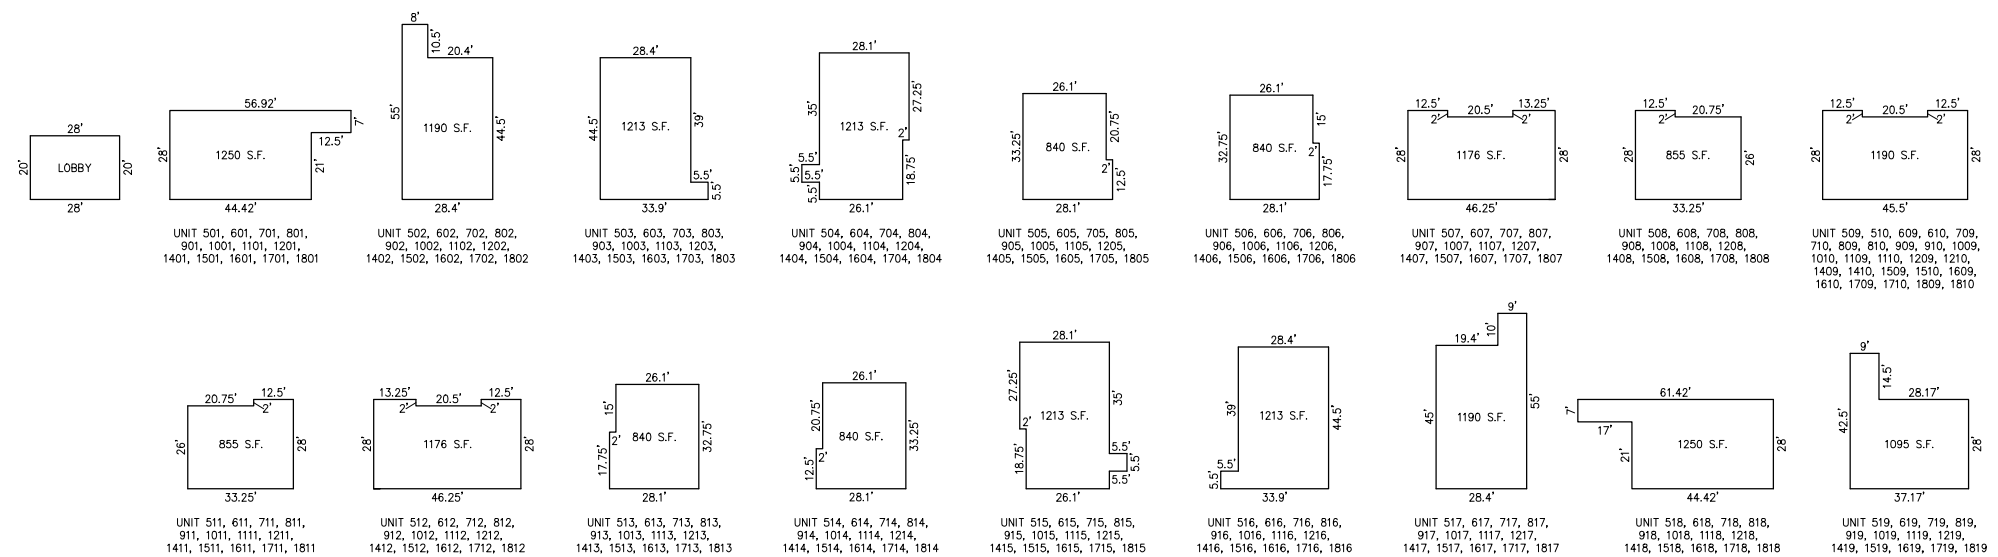 28'
20'
LOBBY
20'
28'
56.92'
7'
12.5'
28'
1250 S.F.
21'
44.42'
UNIT 501, 601, 701, 801,
901, 1001, 1101, 1201,
1401, 1501, 1601, 1701, 1801
8'
10.5'
20.4'
55'
1190 S.F.
44.5'
28.4'
UNIT 502, 602, 702, 802,
902, 1002, 1102, 1202,
1402, 1502, 1602, 1702, 1802
28.4'
44.5'
1213 S.F.
39'
5.5'
5.5'
33.9'
UNIT 503, 603, 703, 803,
903, 1003, 1103, 1203,
1403, 1503, 1603, 1703, 1803
28.1'
35'
27.25'
1213 S.F.
2'
5.5'
5.5'
5.5'
5.5'
18.75'
26.1'
UNIT 504, 604, 704, 804,
904, 1004, 1104, 1204,
1404, 1504, 1604, 1704, 1804
26.1'
33.25'
20.75'
840 S.F.
2'
12.5'
28.1'
UNIT 505, 605, 705, 805,
905, 1005, 1105, 1205,
1405, 1505, 1605, 1705, 1805
26.1'
32.75'
15'
840 S.F.
2'
17.75'
28.1'
UNIT 506, 606, 706, 806,
906, 1006, 1106, 1206,
1406, 1506, 1606, 1706, 1806
12.5'
20.5'
13.25'
2'
2'
28'
1176 S.F.
28'
46.25'
UNIT 507, 607, 707, 807,
907, 1007, 1107, 1207,
1407, 1507, 1607, 1707, 1807
12.5'
20.75'
2'
28'
855 S.F.
26'
33.25'
UNIT 508, 608, 708, 808,
908, 1008, 1108, 1208,
1408, 1508, 1608, 1708, 1808
12.5'
20.5'
12.5'
2'
2'
28'
1190 S.F.
28'
45.5'
UNIT 509, 510, 609, 610, 709,
710, 809, 810, 909, 910, 1009,
1010, 1109, 1110, 1209, 1210,
1409, 1410, 1509, 1510, 1609,
1610, 1709, 1710, 1809, 1810
20.75'
12.5'
2'
26'
855 S.F.
28'
33.25'
UNIT 511, 611, 711, 811,
911, 1011, 1111, 1211,
1411, 1511, 1611, 1711, 1811
13.25'
20.5'
12.5'
2'
2'
28'
1176 S.F.
28'
46.25'
UNIT 512, 612, 712, 812,
912, 1012, 1112, 1212,
1412, 1512, 1612, 1712, 1812
26.1'
15'
2'
840 S.F.
32.75'
17.75'
28.1'
UNIT 513, 613, 713, 813,
913, 1013, 1113, 1213,
1413, 1513, 1613, 1713, 1813
26.1'
20.75'
840 S.F.
33.25'
2'
12.5'
28.1'
UNIT 514, 614, 714, 814,
914, 1014, 1114, 1214,
1414, 1514, 1614, 1714, 1814
28.1'
27.25'
35'
1213 S.F.
2'
18.75'
5.5'
5.5'
5.5'
26.1'
UNIT 515, 615, 715, 815,
915, 1015, 1115, 1215,
1415, 1515, 1615, 1715, 1815
28.4'
39'
1213 S.F.
44.5'
5.5'
5.5'
33.9'
UNIT 516, 616, 716, 816,
916, 1016, 1116, 1216,
1416, 1516, 1616, 1716, 1816
9'
10'
19.4'
45'
1190 S.F.
55'
28.4'
UNIT 517, 617, 717, 817,
917, 1017, 1117, 1217,
1417, 1517, 1617, 1717, 1817
61.42'
7'
17'
21'
1250 S.F.
28'
44.42'
UNIT 518, 618, 718, 818,
918, 1018, 1118, 1218,
1418, 1518, 1618, 1718, 1818
9'
14.5'
28.17'
42.5'
1095 S.F.
28'
37.17'
UNIT 519, 619, 719, 819,
919, 1019, 1119, 1219,
1419, 1519, 1619, 1719, 1819